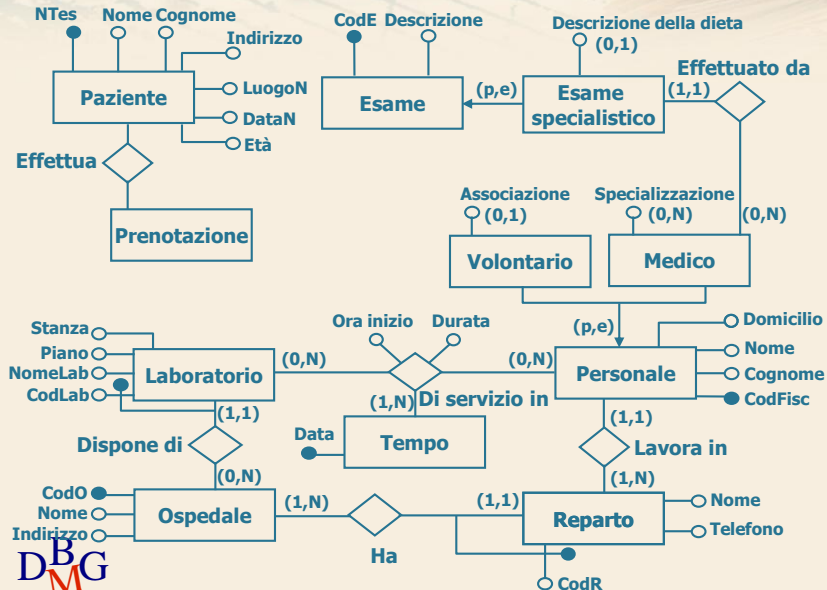 NTes Nome Cognome
Indirizzo
Paziente
LuogoN
DataN
Età
Effettua
Prenotazione
CodE Descrizione
Esame
(p,e)
Descrizione della dieta
(0,1)
Esame
specialistico
(1,1)
Effettuato da
(0,N)
Associazione
(0,1)
Volontario
Specializzazione
(0,N)
Medico
(p,e)
Domicilio
Nome
Cognome
CodFisc
Personale
(0,N)
Ora inizio Durata
Di servizio in
(1,N)
Data
Tempo
Stanza
Piano
NomeLab
CodLab
Laboratorio
(0,N)
(1,1)
Dispone di
(0,N)
CodO
Nome
Indirizzo
Ospedale
(1,N)
Ha
(1,1)
Reparto
(1,1)
Lavora in
(1,N)
Nome
Telefono
CodR
DBMG